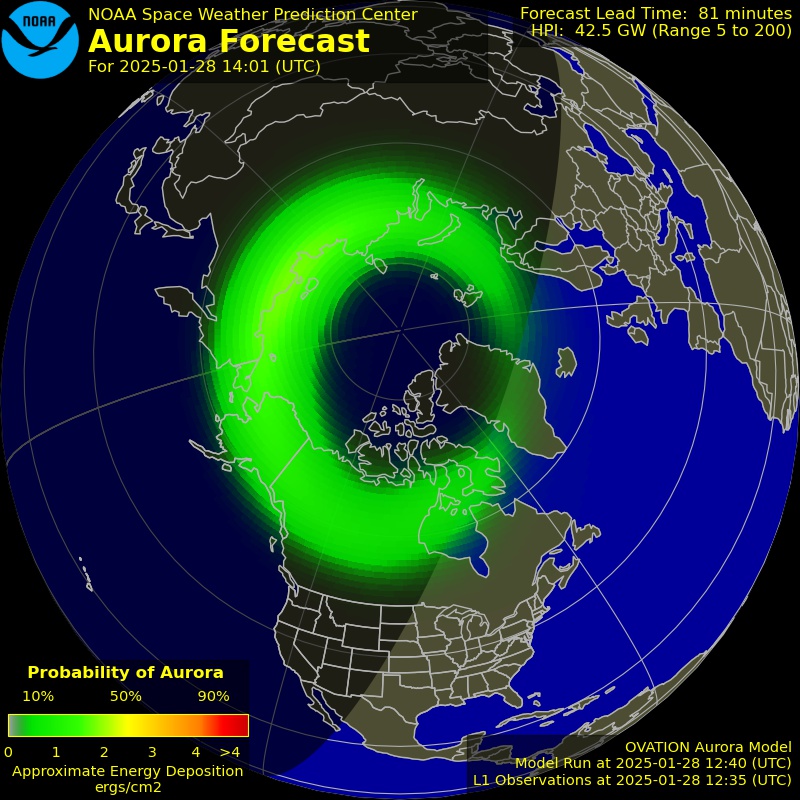 NOAA
NOAA Space Weather Prediction Center
Aurora Forecast
For 2025-01-28 14:01 (UTC)
Forecast Lead Time:  81 minutes
HPI:  42.5 GW (Range 5 to 200)
Probability of Aurora
10% 50% 90%
0 1 2 3 4 >4
Approximate Energy Deposition
ergs/cm2
OVATION Aurora Model
Model Run at 2025-01-28 12:40 (UTC)
L1 Observations at 2025-01-28 12:35 (UTC)